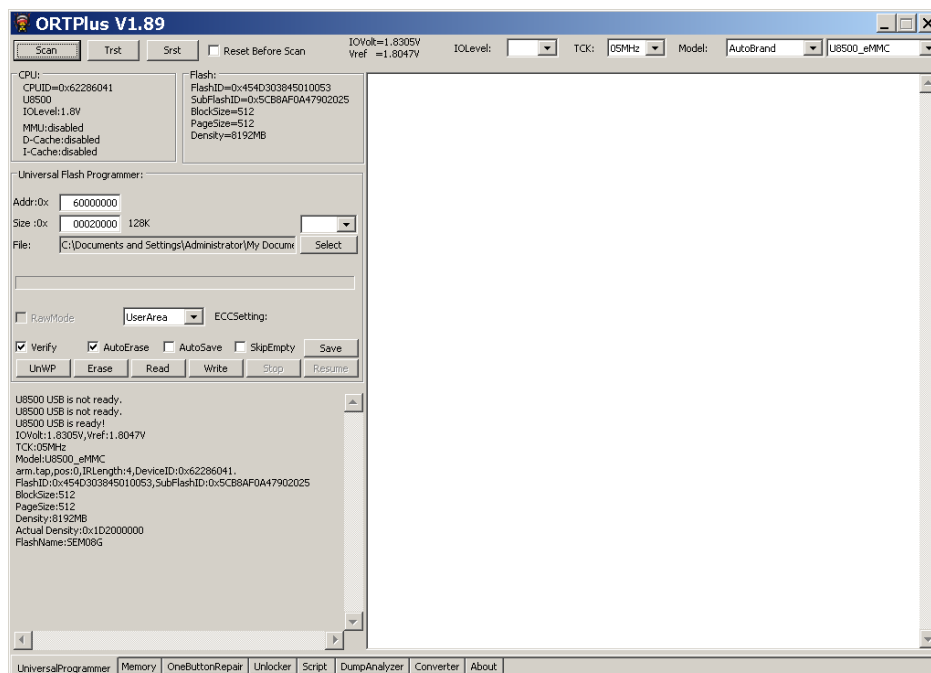 ORTPlus V1.89
Scan Trst Srst Reset Before Scan IOVolt=1.8305V IOLevel: TCK: 05MHz Model: AutoBrand U8500_eMMC
Vref =1.8047V
CPU:
CPUID=0x62286041
U8500
IOLevel:1.8V
MMU:disabled
D-Cache:disabled
I-Cache:disabled
Flash:
FlashID=0x454D303845010053
SubFlashID=0x5CB8AF0A47902025
BlockSize=512
PageSize=512
Density=8192MB
Universal Flash Programmer:
Addr:0x 60000000
Size :0x 00020000 128K
File: C:\Documents and Settings\Administrator\My Docume Select
RawMode UserArea ECCSetting:
Verify AutoErase AutoSave SkipEmpty Save
UnWP Erase Read Write Stop Resume
U8500 USB is not ready.
U8500 USB is not ready.
U8500 USB is ready!
IOVolt:1.8305V,Vref:1.8047V
TCK:05MHz
Model:U8500_eMMC
arm.tap,pos:0,IRLength:4,DeviceID:0x62286041.
FlashID:0x454D303845010053,SubFlashID:0x5CB8AF0A47902025
BlockSize:512
PageSize:512
Density:8192MB
Actual Density:0x1D2000000
FlashName:SEM08G
UniversalProgrammer Memory OneButtonRepair Unlocker Script DumpAnalyzer Converter About